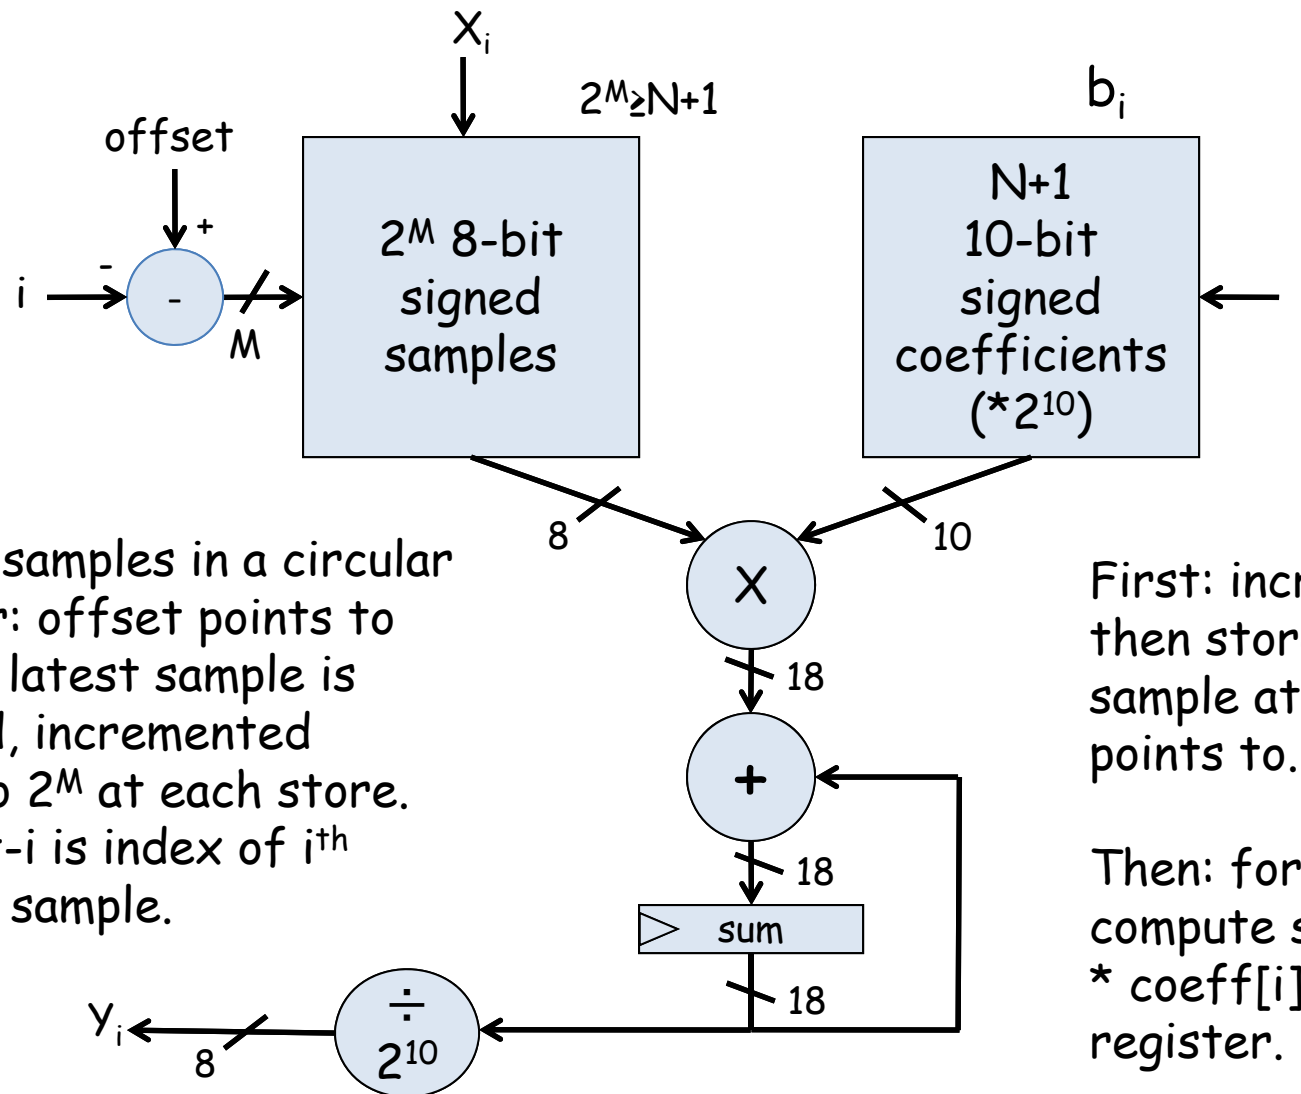 Xᵢ
2ᴹ≥N+1
bᵢ
offset
+
-
i
-
M
2ᴹ 8-bit
signed
samples
N+1
10-bit
signed
coefficients
(*2¹⁰)
8
10
X
18
+
18
sum
18
÷
2¹⁰
8
Yᵢ
samples in a circular
r: offset points to
latest sample is
, incremented
2ᴹ at each store.
-i is index of iᵗʰ
sample.
First: incr
then stor
sample at
points to.
Then: for
compute s
* coeff[i]
register.